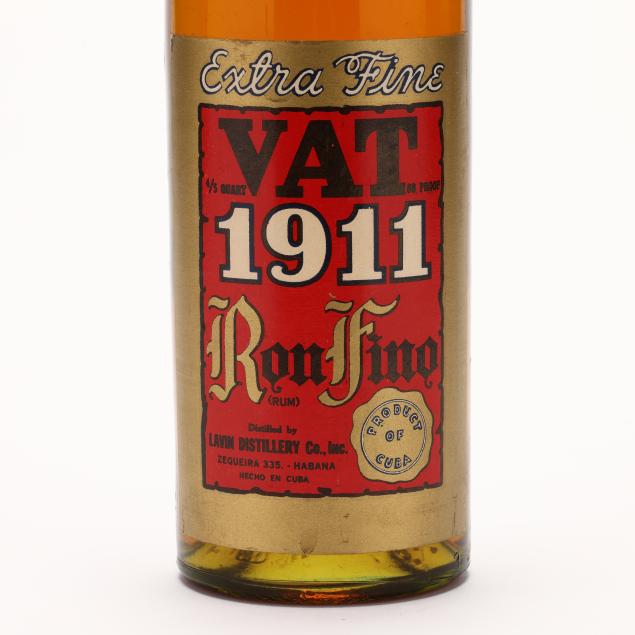 Extra Fine
VAT
4/5 QUART
80 PROOF
1911
Ron Fino
(RUM)
Distilled by
LAVIN DISTILLERY Co., Inc.
ZEQUEIRA 335. - HABANA
HECHO EN CUBA
PRODUCT
OF
CUBA